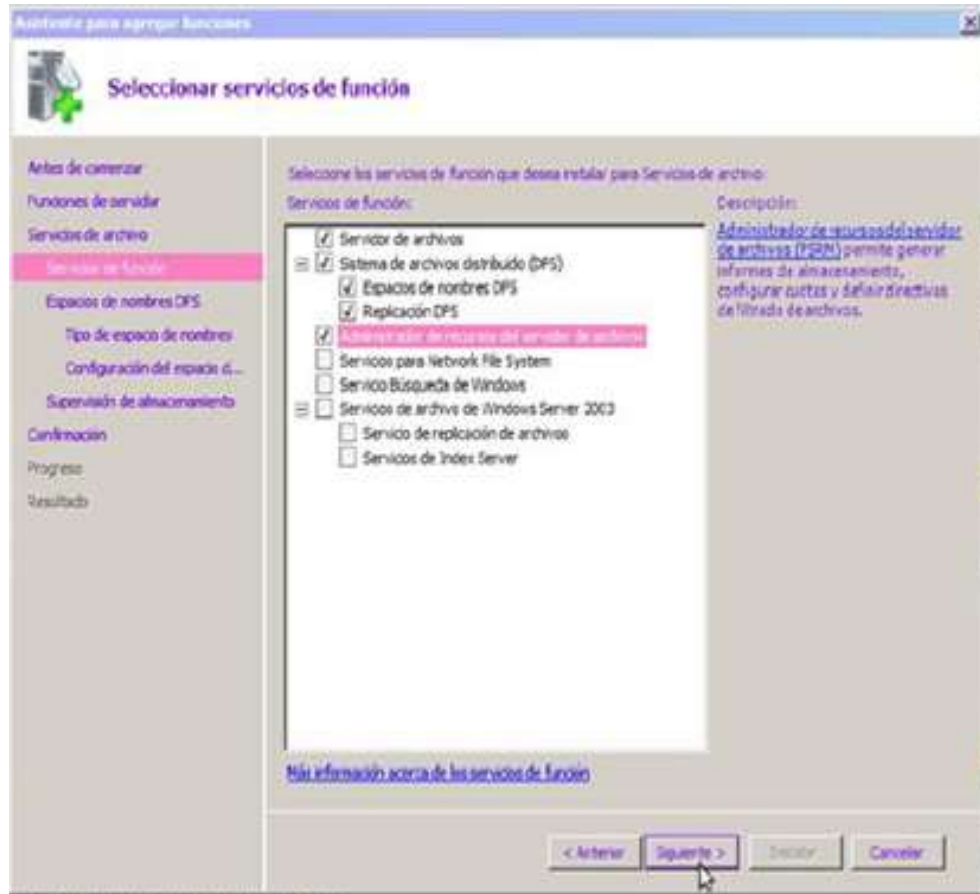 Asistente para agregar funciones
Seleccionar servicios de función
Antes de comenzar
Funciones de servidor
Servicios de archivo
Servicios de función
Espacios de nombres DFS
Tipo de espacio de nombres
Configuración del espacio d...
Supervisión de almacenamiento
Confirmación
Progreso
Resultado
Seleccione los servicios de función que desea instalar para Servicios de archivo:
Servicios de función:
Servidor de archivos
Sistema de archivos distribuido (DFS)
Espacios de nombres DFS
Replicación DFS
Administrador de recursos del servidor de archivos
Servicios para Network File System
Servicio Búsqueda de Windows
Servicios de archivo de Windows Server 2003
Servicio de replicación de archivos
Servicios de Index Server
Más información acerca de los servicios de función
Descripción:
Administrador de recursos del servidor
de archivos (FSRM) permite generar
informes de almacenamiento,
configurar cuotas y definir directivas
de filtrado de archivos.
< Anterior
Siguiente >
Instalar
Cancelar